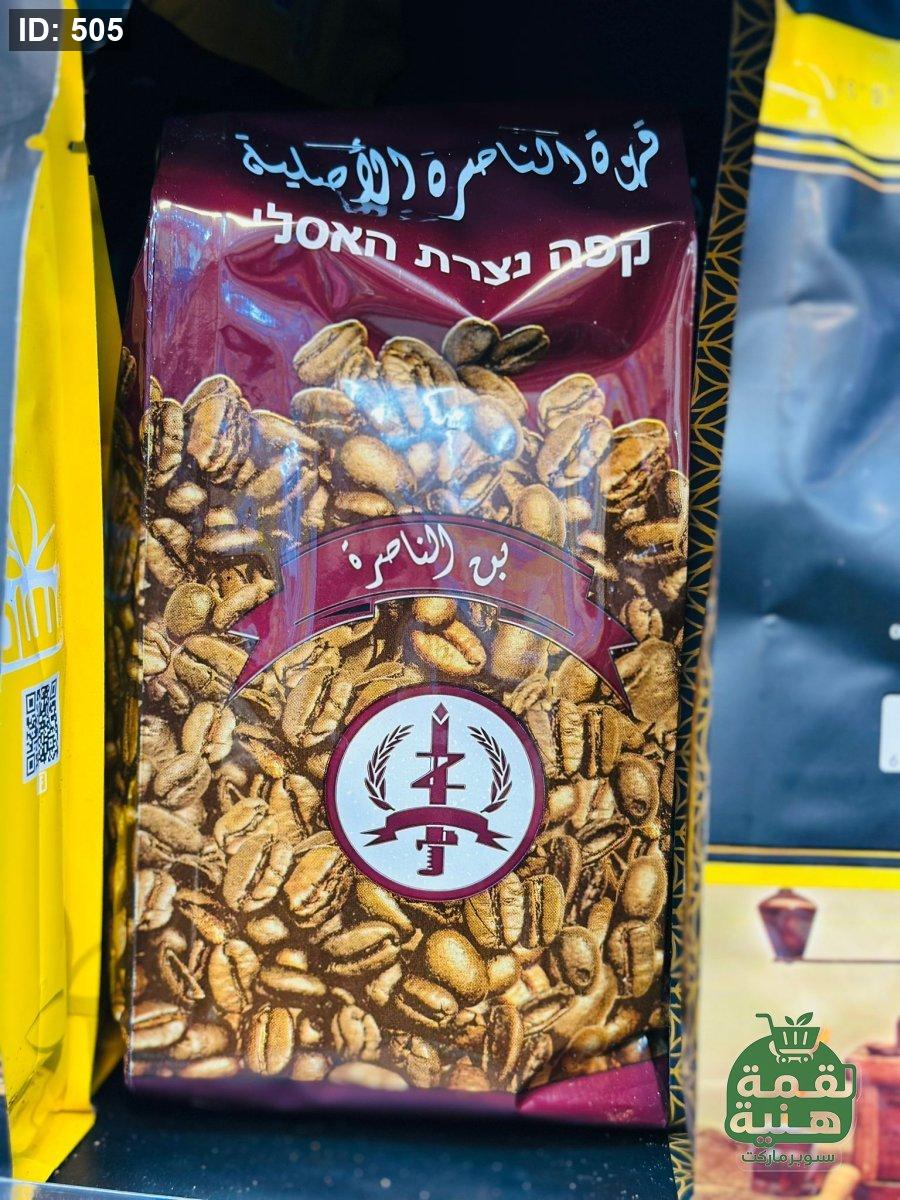 ID: 505
قهوة الناصرة الأصلية
קפה נצרת האסלי
بن الناصرة
Z
لقمة
هنية
سوبرماركت